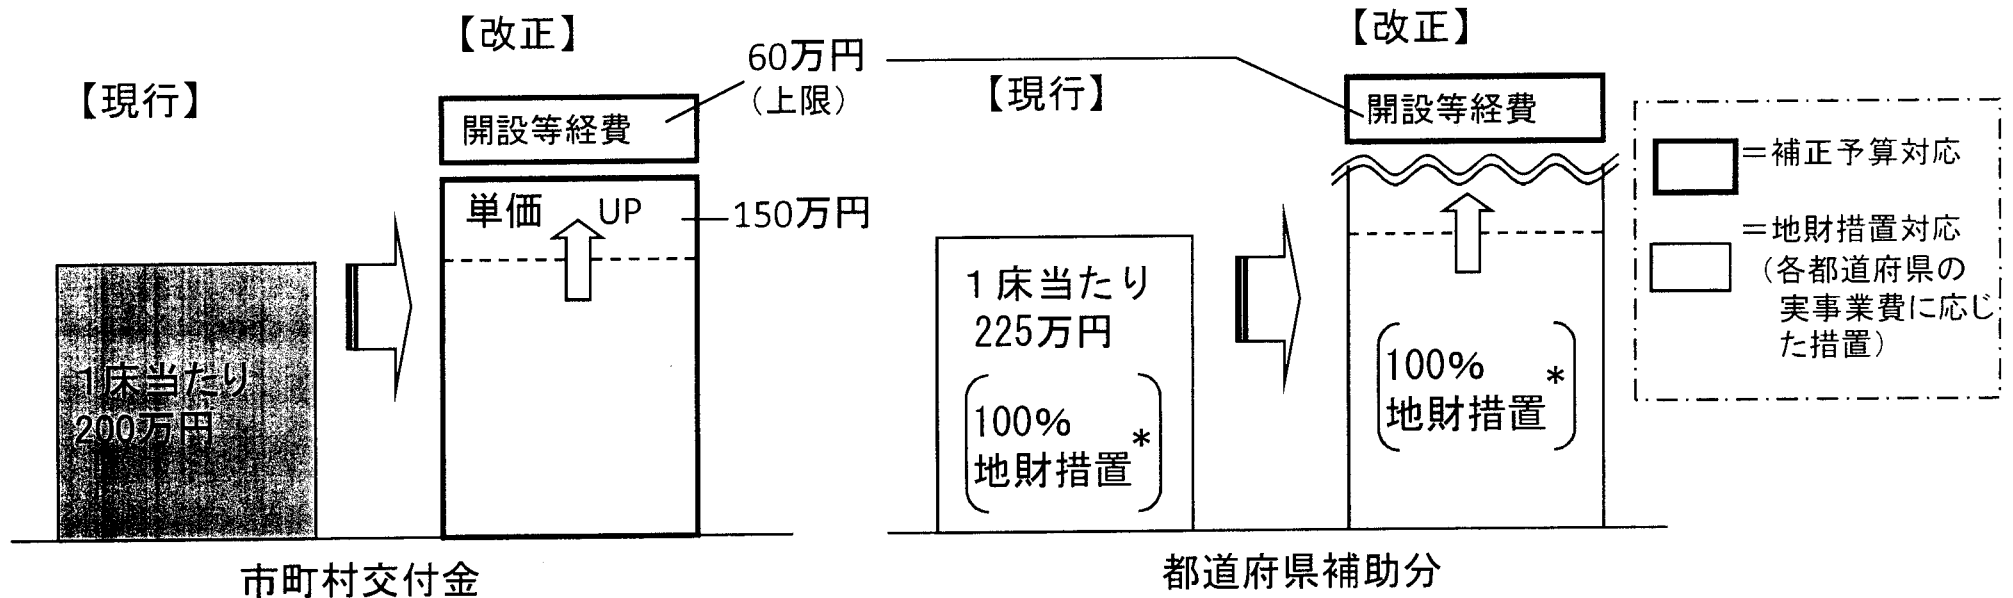 【現行】
１床当たり
200万円
【改正】
開設等経費
60万円
（上限）
単価 UP
150万円
市町村交付金
【現行】
１床当たり
225万円
100%
地財措置*
【改正】
開設等経費
100%
地財措置*
都道府県補助分
＝補正予算対応
＝地財措置対応
（各都道府県の
実事業費に応じ
た措置）